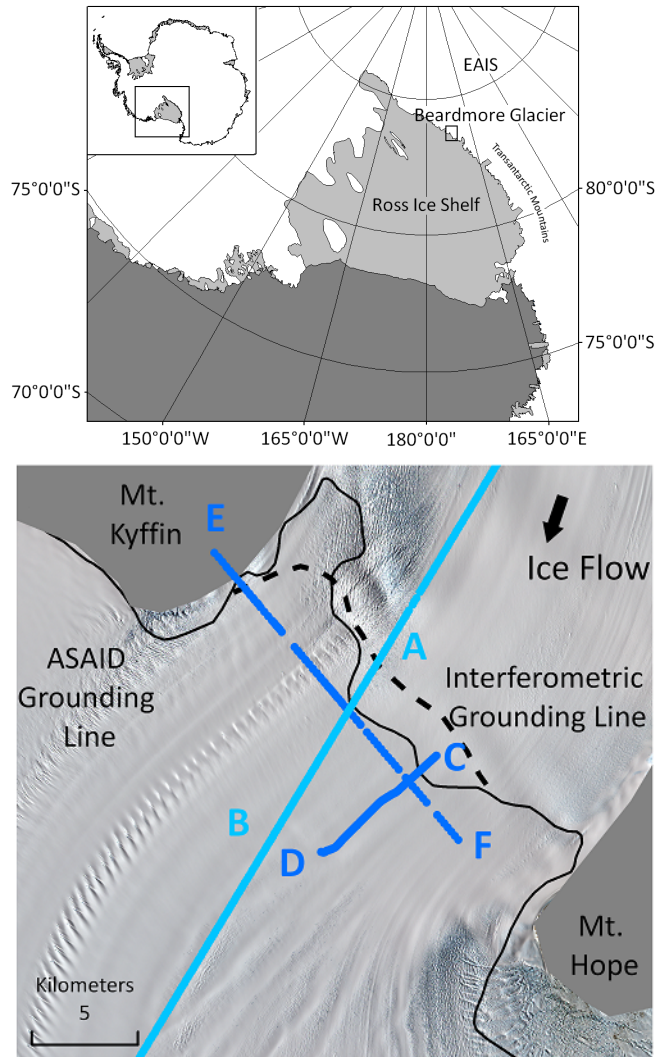 EAIS
Beardmore Glacier
Transantarctic Mountains
Ross Ice Shelf
75°0'0"S
80°0'0"S
75°0'0"S
70°0'0"S
150°0'0"W
165°0'0"W
180°0'0"
165°0'0"E
Mt.
Kyffin
E
Ice Flow
A
ASAID
Grounding
Line
Interferometric
Grounding Line
C
B
D
F
Mt.
Hope
Kilometers
5